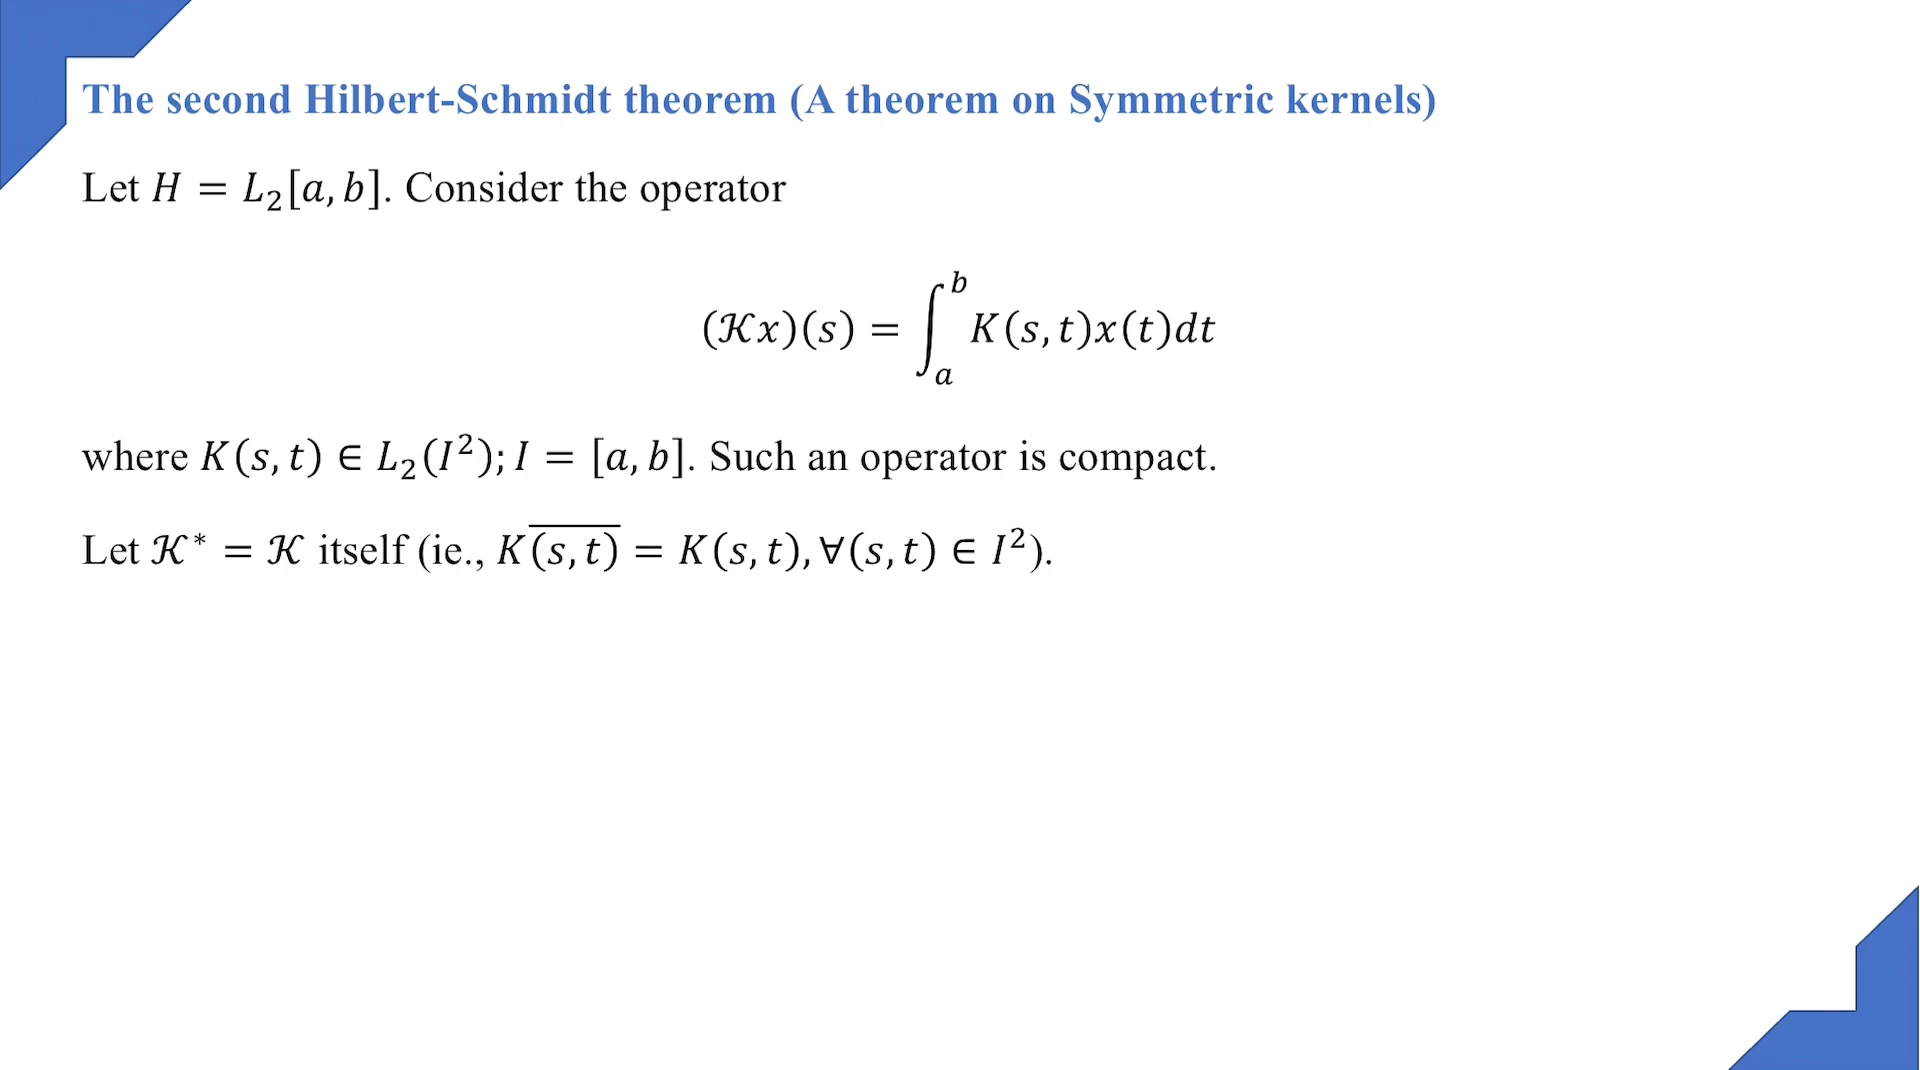 The second Hilbert-Schmidt theorem (A theorem on Symmetric kernels)
Let H = L₂[a, b]. Consider the operator
(𝒦x)(s) = ∫ₐᵇ K(s, t)x(t)dt
where K(s, t) ∈ L₂(I²); I = [a, b]. Such an operator is compact.
Let 𝒦* = 𝒦 itself (ie., K\overline{(s, t)} = K(s, t), ∀(s, t) ∈ I²).